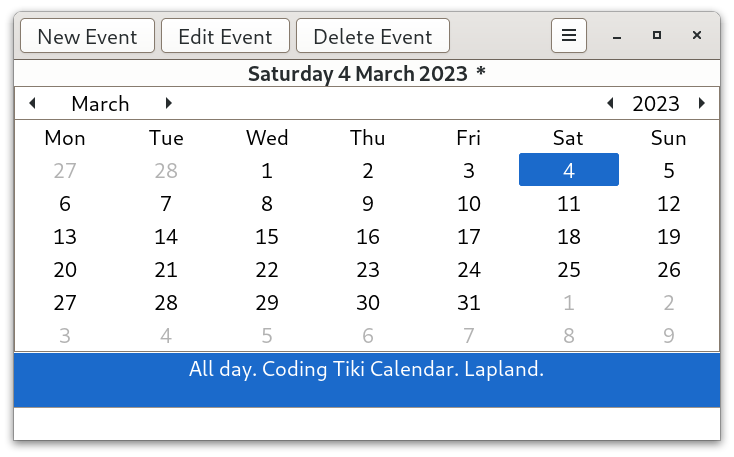 New Event Edit Event Delete Event
Saturday 4 March 2023 *
March 2023
Mon Tue Wed Thu Fri Sat Sun
27 28 1 2 3 4 5
6 7 8 9 10 11 12
13 14 15 16 17 18 19
20 21 22 23 24 25 26
27 28 29 30 31 1 2
3 4 5 6 7 8 9
All day. Coding Tiki Calendar. Lapland.